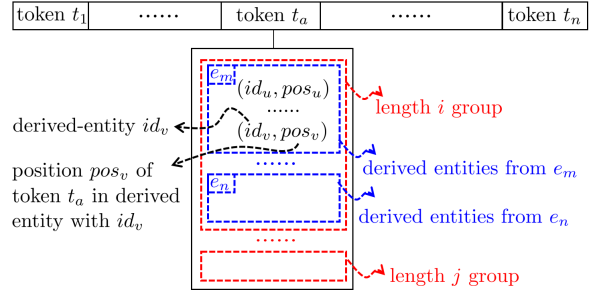 token t₁ ...... token tₐ ...... token tₙ
eₘ
(idᵤ, posᵤ)
......
length i group
derived-entity idᵥ
(idᵥ, posᵥ)
position posᵥ of
token tₐ in derived
entity with idᵥ
......
derived entities from eₘ
eₙ
derived entities from eₙ
......
length j group